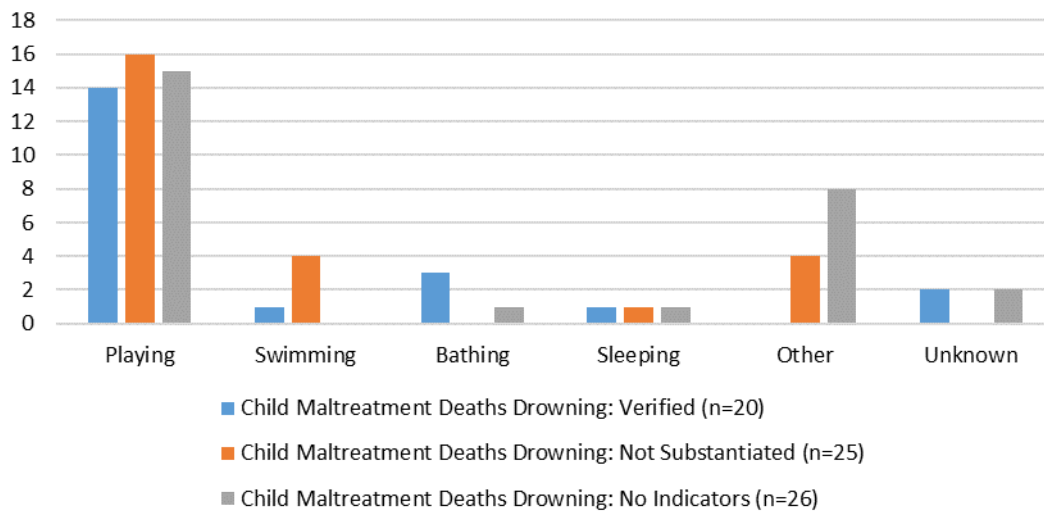 18
16
14
12
10
8
6
4
2
0
Playing Swimming Bathing Sleeping Other Unknown
Child Maltreatment Deaths Drowning: Verified (n=20)
Child Maltreatment Deaths Drowning: Not Substantiated (n=25)
Child Maltreatment Deaths Drowning: No Indicators (n=26)